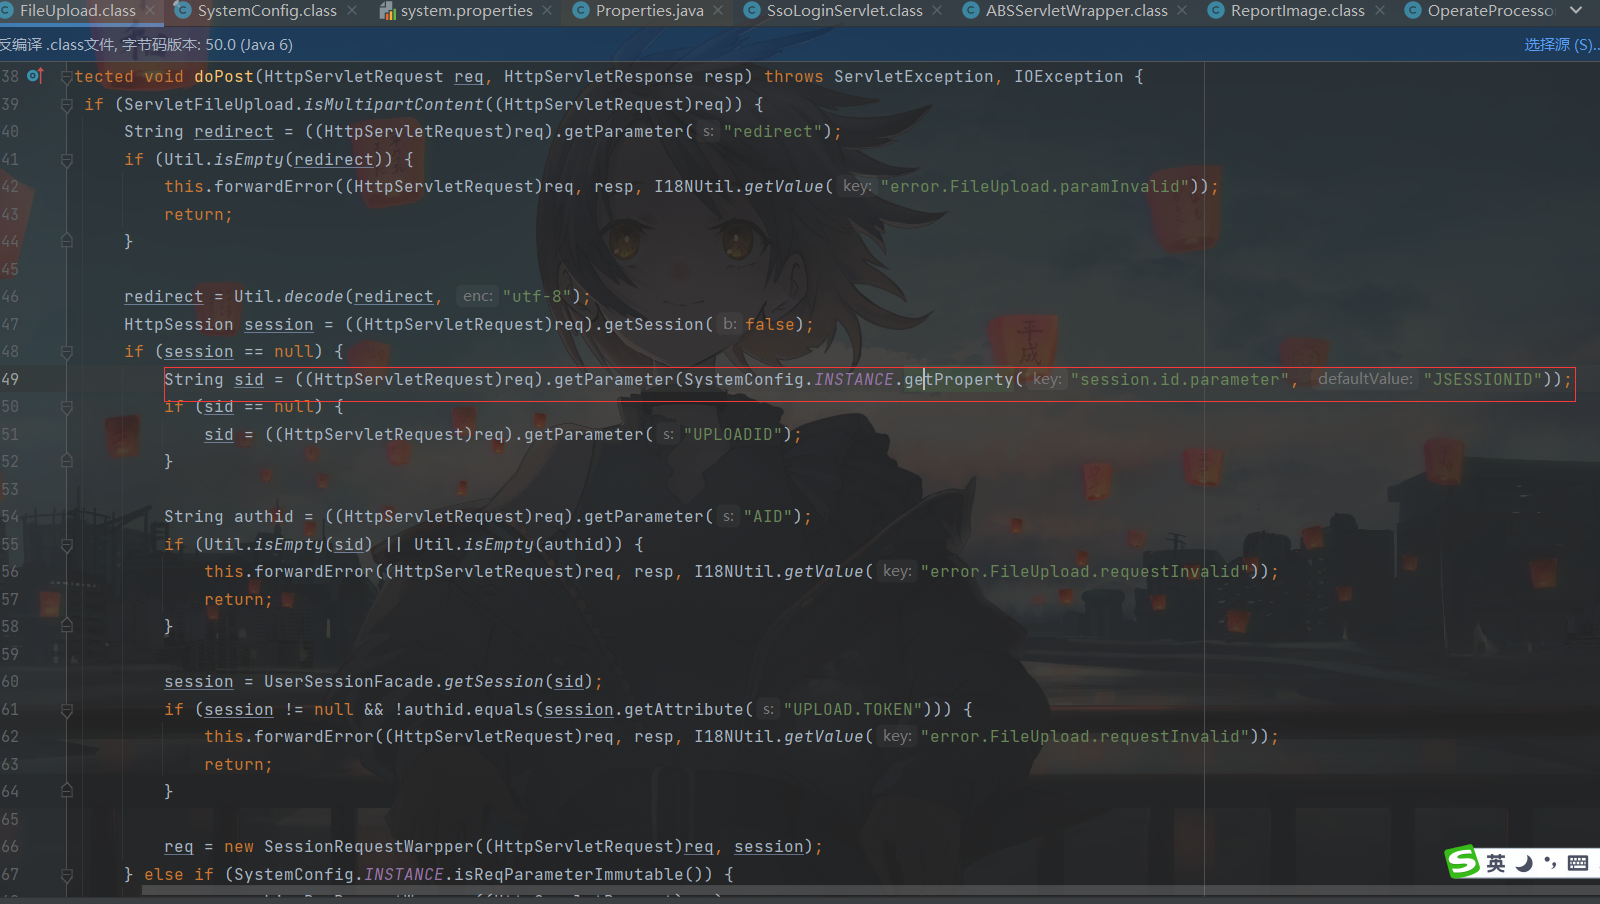 FileUpload.class SystemConfig.class system.properties Properties.java SsoLoginServlet.class ABSServletWrapper.class ReportImage.class OperateProcesso
反编译 .class文件, 字节码版本: 50.0 (Java 6) 选择源 (S)...
38 tected void doPost(HttpServletRequest req, HttpServletResponse resp) throws ServletException, IOException {
39 if (ServletFileUpload.isMultipartContent((HttpServletRequest)req)) {
40 String redirect = ((HttpServletRequest)req).getParameter( s: "redirect");
41 if (Util.isEmpty(redirect)) {
42 this.forwardError((HttpServletRequest)req, resp, I18NUtil.getValue( key: "error.FileUpload.paramInvalid"));
43 return;
44 }
45
46 redirect = Util.decode(redirect, enc: "utf-8");
47 HttpSession session = ((HttpServletRequest)req).getSession( b: false);
48 if (session == null) {
49 String sid = ((HttpServletRequest)req).getParameter(SystemConfig.INSTANCE.getProperty( key: "session.id.parameter", defaultValue: "JSESSIONID"));
50 if (sid == null) {
51 sid = ((HttpServletRequest)req).getParameter( s: "UPLOADID");
52 }
53
54 String authid = ((HttpServletRequest)req).getParameter( s: "AID");
55 if (Util.isEmpty(sid) || Util.isEmpty(authid)) {
56 this.forwardError((HttpServletRequest)req, resp, I18NUtil.getValue( key: "error.FileUpload.requestInvalid"));
57 return;
58 }
59
60 session = UserSessionFacade.getSession(sid);
61 if (session != null && !authid.equals(session.getAttribute( s: "UPLOAD.TOKEN"))) {
62 this.forwardError((HttpServletRequest)req, resp, I18NUtil.getValue( key: "error.FileUpload.requestInvalid"));
63 return;
64 }
65
66 req = new SessionRequestWarpper((HttpServletRequest)req, session);
67 } else if (SystemConfig.INSTANCE.isReqParameterImmutable()) {
平成
英